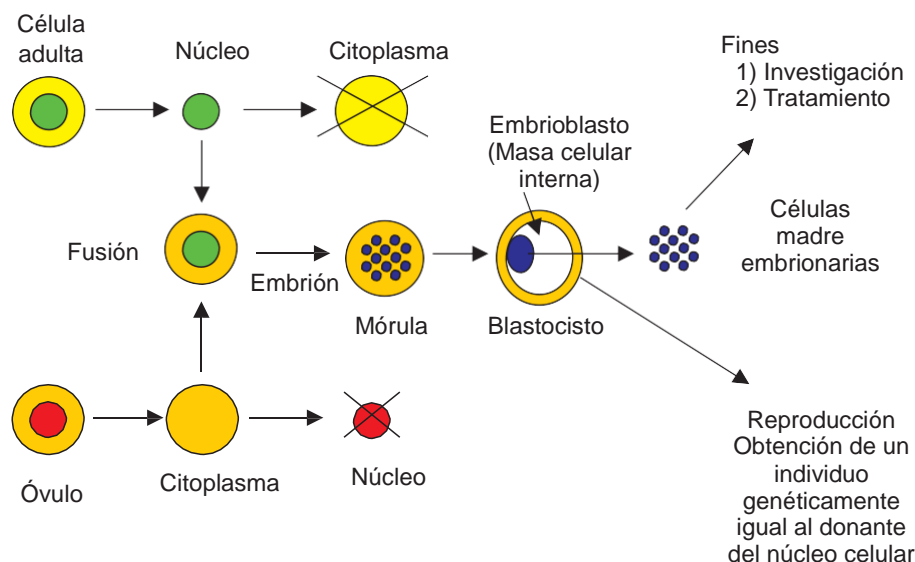 Célula
adulta
Núcleo
Citoplasma
Fines
1) Investigación
2) Tratamiento
Embrioblasto
(Masa celular
interna)
Fusión
Embrión
Mórula
Blastocisto
Células
madre
embrionarias
Óvulo
Citoplasma
Núcleo
Reproducción
Obtención de un
individuo
genéticamente
igual al donante
del núcleo celular